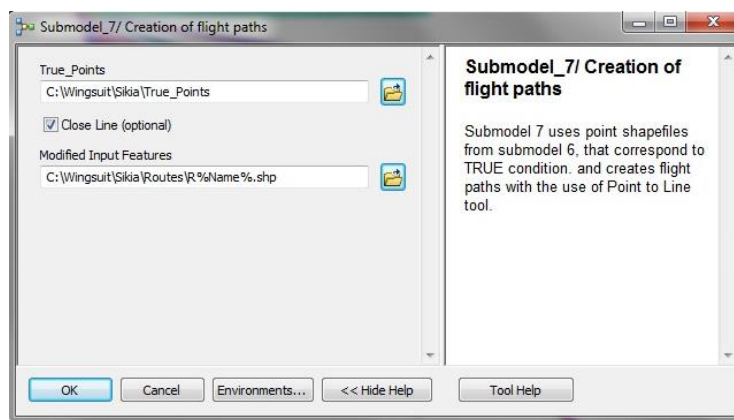 Submodel_7/ Creation of flight paths
True_Points
C:\Wingsuit\Sikia\True_Points
Close Line (optional)
Modified Input Features
C:\Wingsuit\Sikia\Routes\R%Name%.shp
Submodel_7/ Creation of
flight paths
Submodel 7 uses point shapefiles
from submodel 6, that correspond to
TRUE condition. and creates flight
paths with the use of Point to Line
tool.
OK
Cancel
Environments...
<< Hide Help
Tool Help